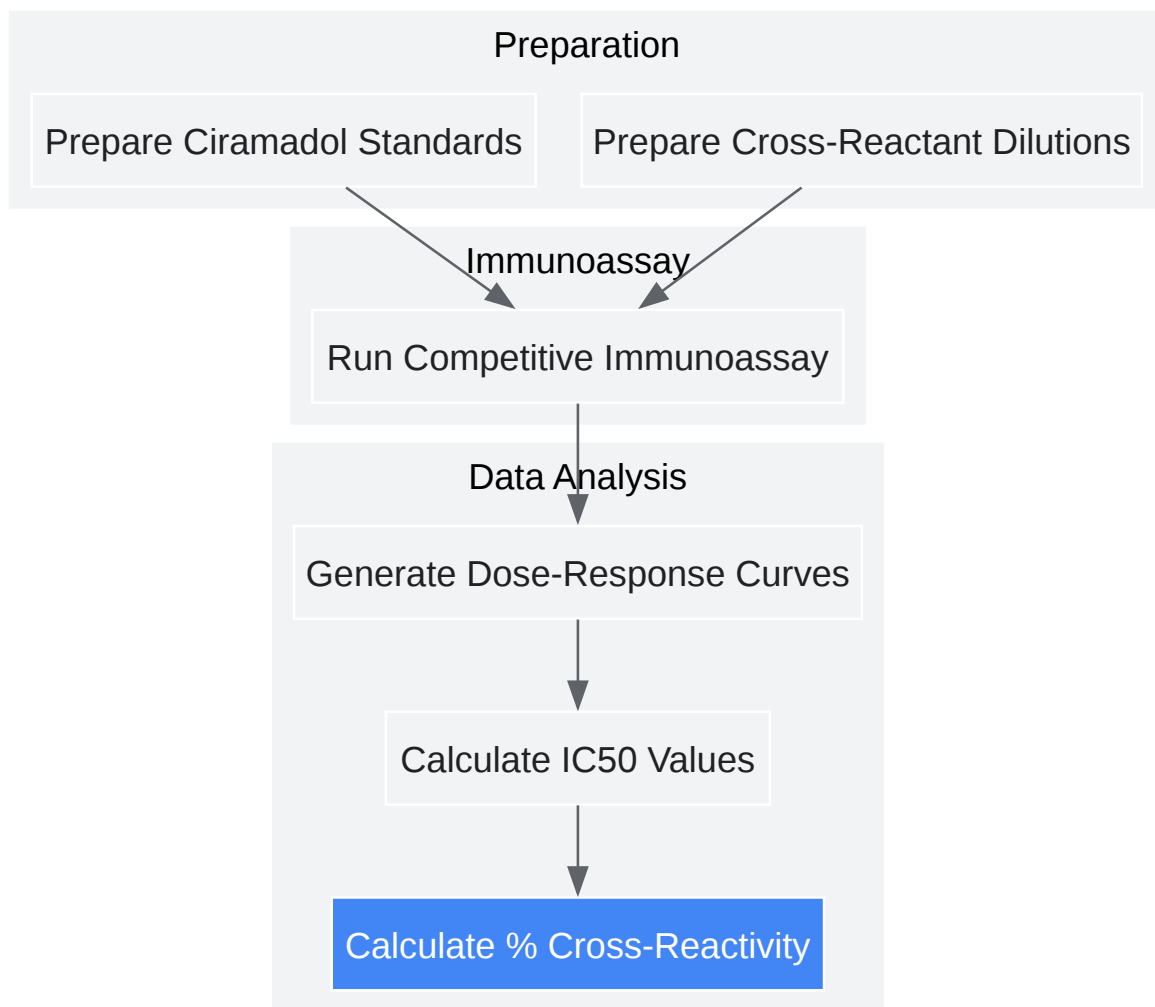 Preparation
Prepare Ciramadol Standards
Prepare Cross-Reactant Dilutions
Immunoassay
Run Competitive Immunoassay
Data Analysis
Generate Dose-Response Curves
Calculate IC50 Values
Calculate % Cross-Reactivity